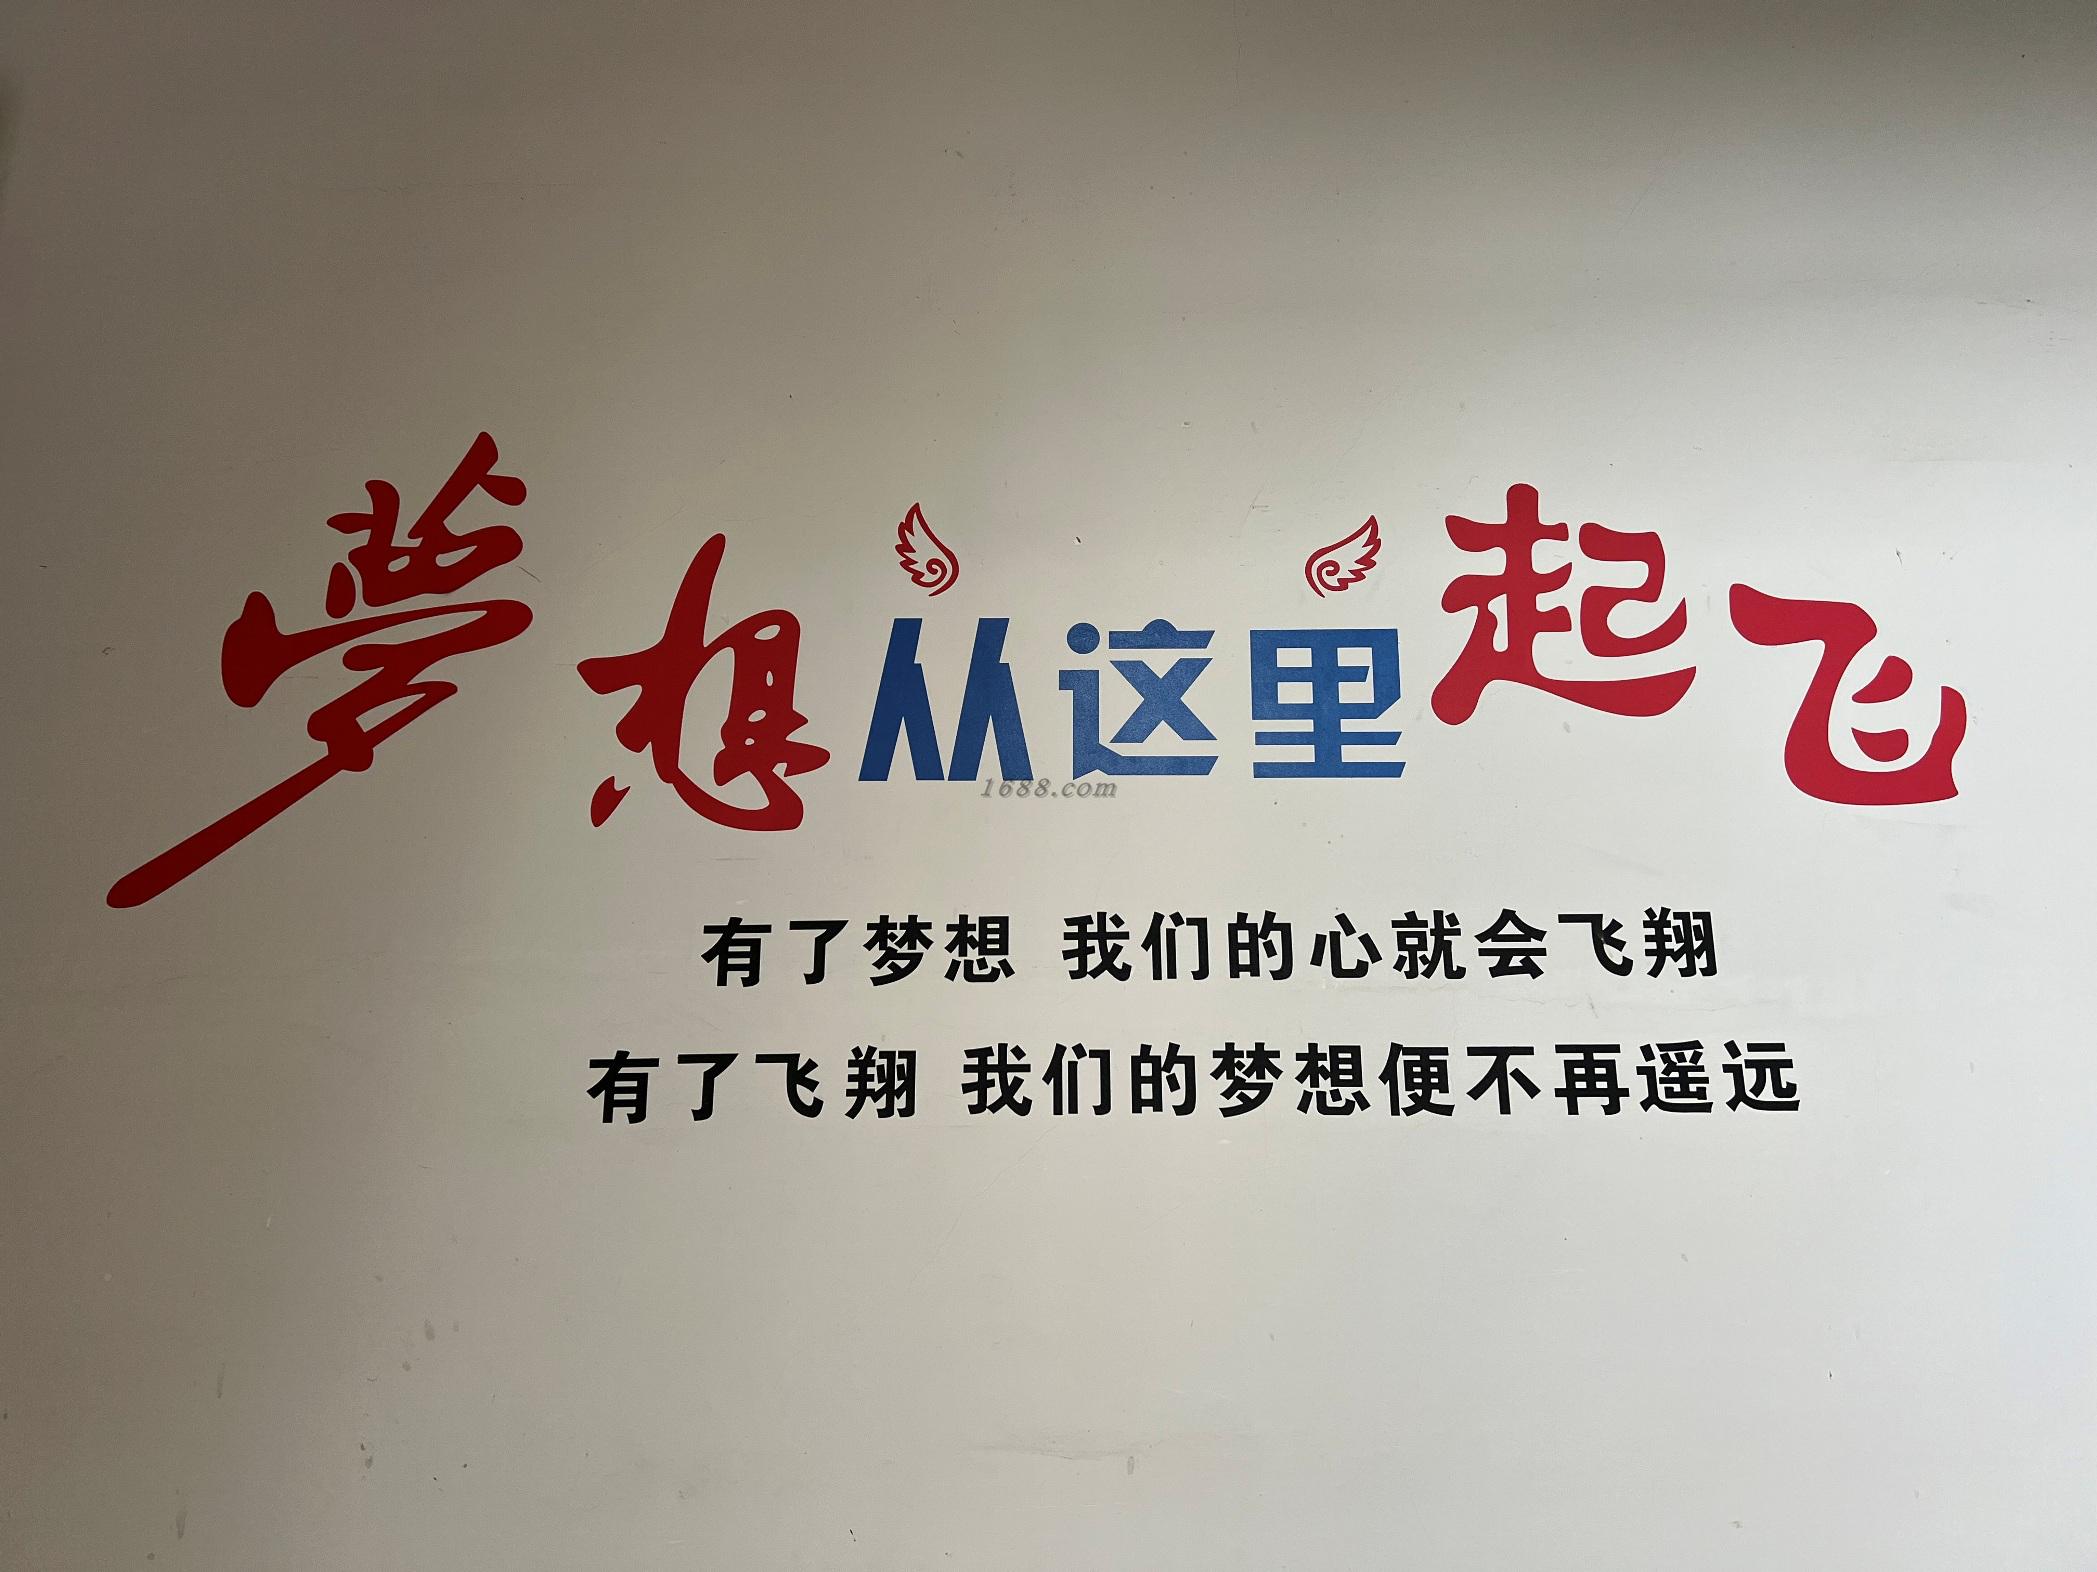 夢想从这里起飞
1688.com
有了梦想 我们的心就会飞翔
有了飞翔 我们的梦想便不再遥远